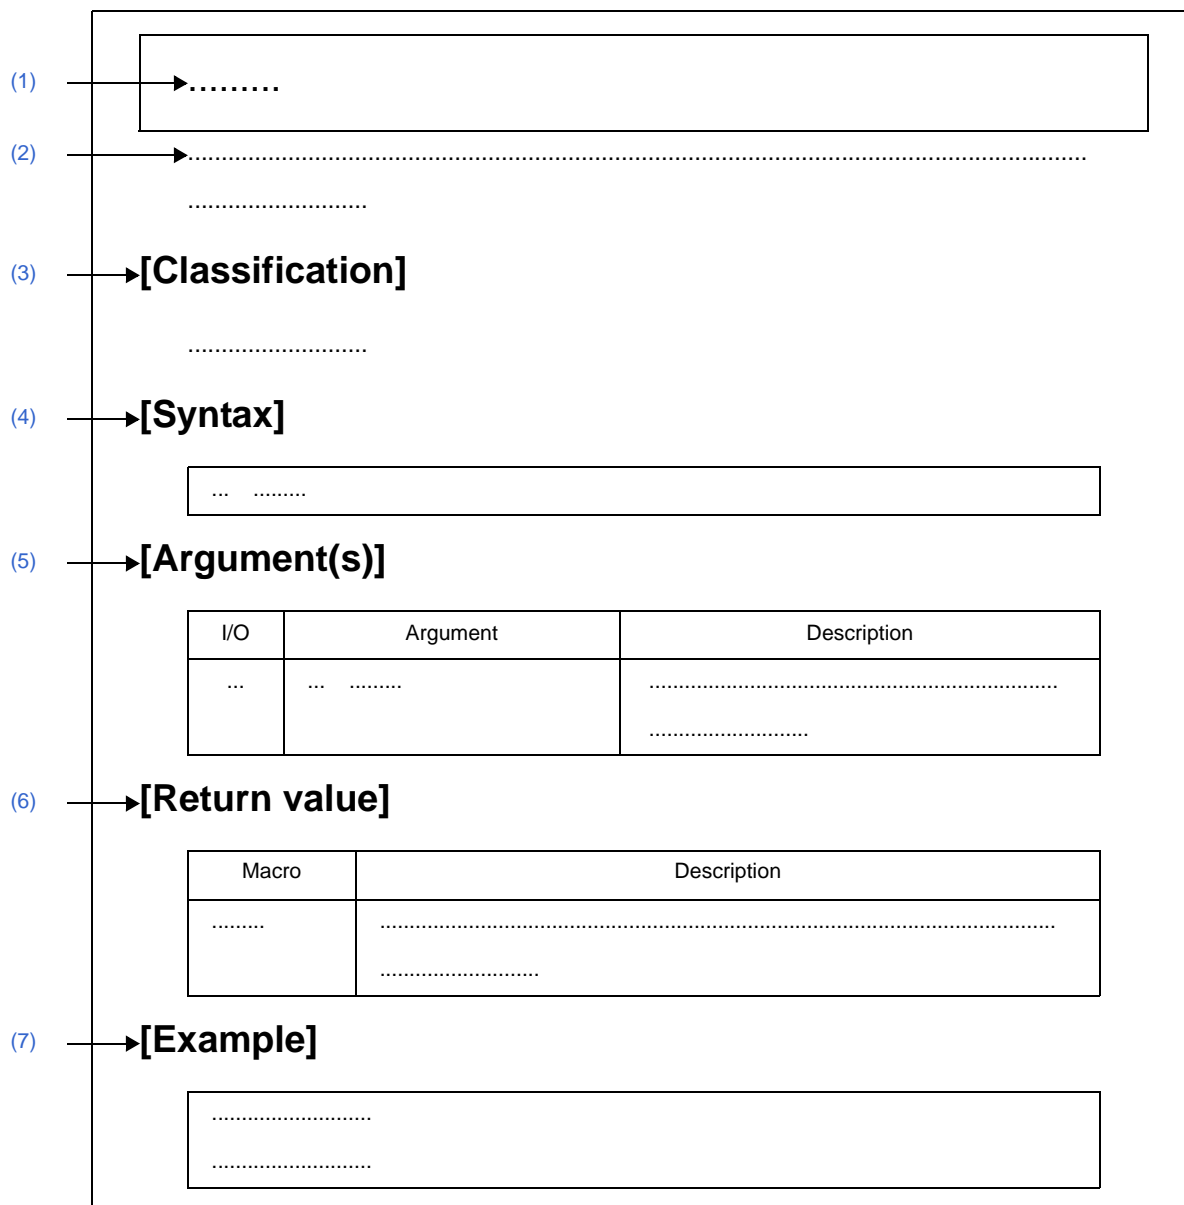 (1) .........
(2) ......................................................................................................................................
...........................
(3) [Classification]
...........................
(4) [Syntax]
... .........
(5) [Argument(s)]
I/O Argument Description
... ... ......... .....................................................................
...........................
(6) [Return value]
Macro Description
......... ..................................................................................................................
...........................
(7) [Example]
...........................
...........................